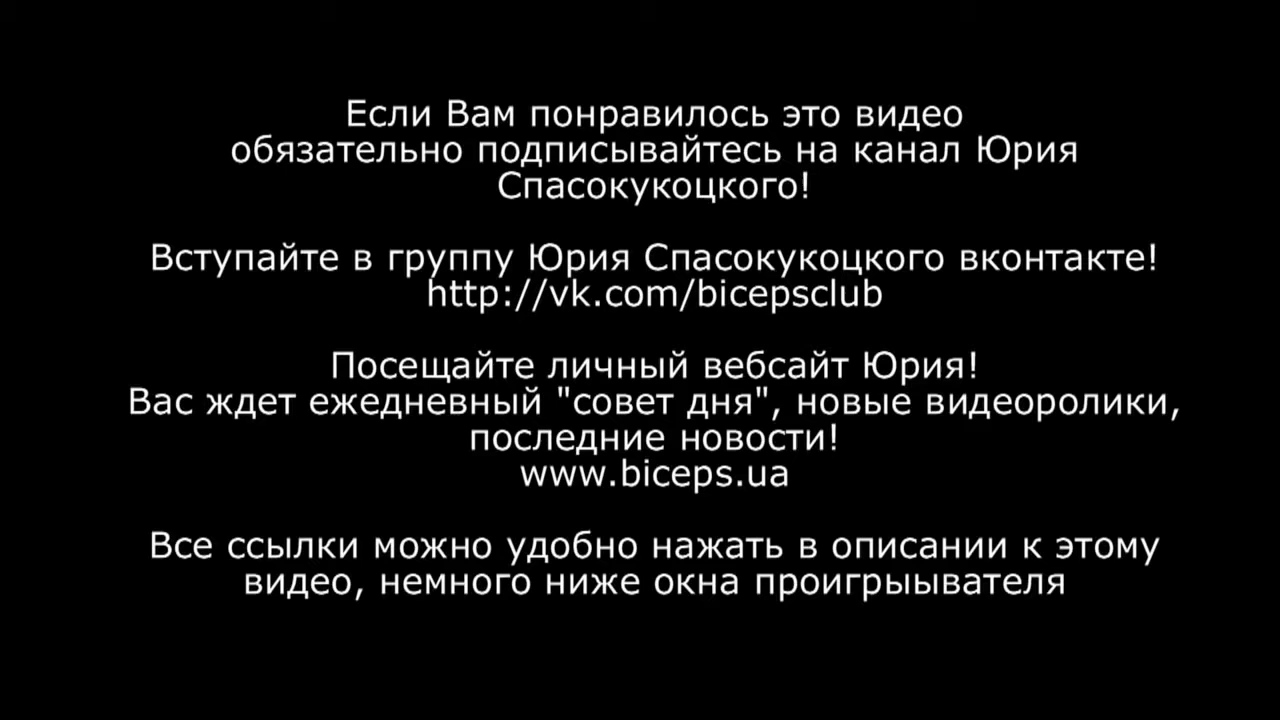 Если Вам понравилось это видео
обязательно подписывайтесь на канал Юрия
Спасокукоцкого!
Вступайте в группу Юрия Спасокукоцкого вконтакте!
http://vk.com/bicepsclub
Посещайте личный вебсайт Юрия!
Вас ждет ежедневный "совет дня", новые видеоролики,
последние новости!
www.biceps.ua
Все ссылки можно удобно нажать в описании к этому
видео, немного ниже окна проигрыывателя